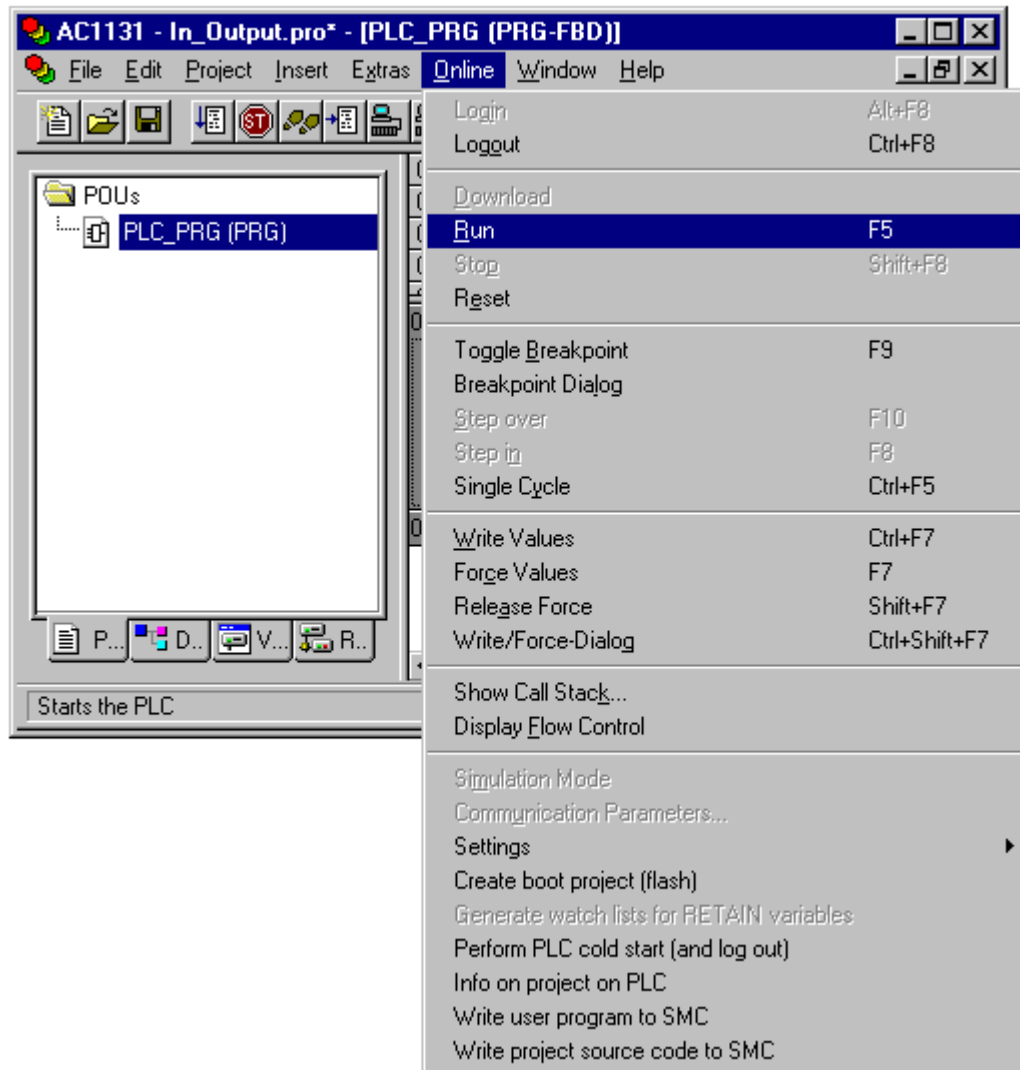 AC1131 - In_Output.pro* - [PLC_PRG (PRG-FBD)]
File Edit Project Insert Extras Online Window Help
ST
POUs
PLC_PRG (PRG)
P... D.. V... R..
Starts the PLC
Login Alt+F8
Logout Ctrl+F8
Download
Run F5
Stop Shift+F8
Reset
Toggle Breakpoint F9
Breakpoint Dialog
Step over F10
Step in F8
Single Cycle Ctrl+F5
Write Values Ctrl+F7
Force Values F7
Release Force Shift+F7
Write/Force-Dialog Ctrl+Shift+F7
Show Call Stack...
Display Flow Control
Simulation Mode
Communication Parameters...
Settings
Create boot project (flash)
Generate watch lists for RETAIN variables
Perform PLC cold start (and log out)
Info on project on PLC
Write user program to SMC
Write project source code to SMC